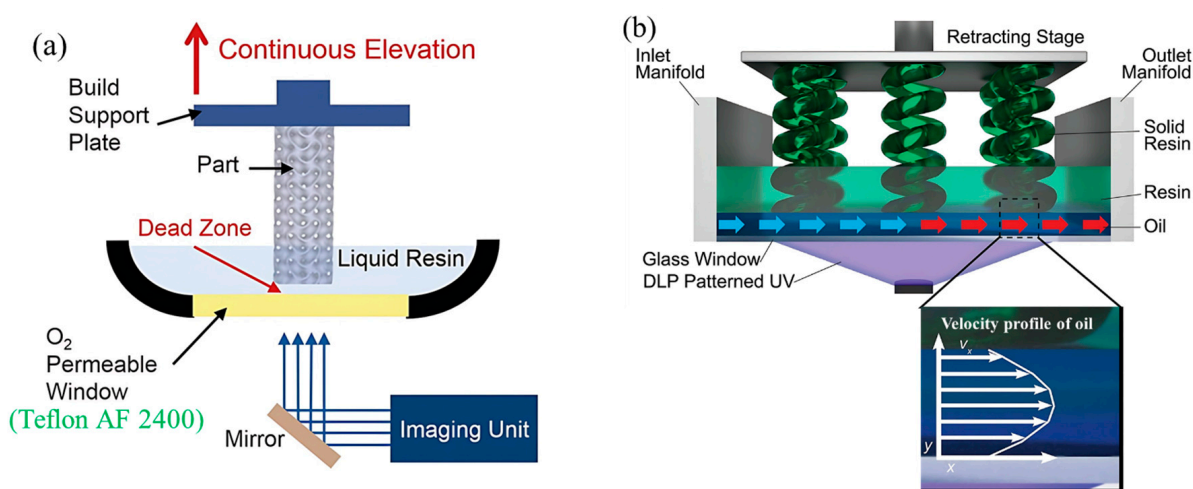 (a)
Continuous Elevation
Build
Support
Plate
Part
Dead Zone
Liquid Resin
O₂
Permeable
Window
(Teflon AF 2400)
Mirror
Imaging Unit
(b)
Retracting Stage
Inlet
Manifold
Outlet
Manifold
Solid
Resin
Resin
Oil
Glass Window
DLP Patterned UV
Velocity profile of oil
vₓ
y
x